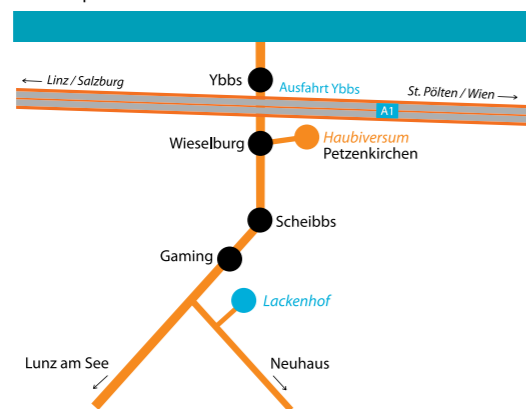 Ybbs
← Linz / Salzburg
Ausfahrt Ybbs
St. Pölten / Wien →
A1
Wieselburg
Haubiversum
Petzenkirchen
Scheibbs
Gaming
Lackenhof
Lunz am See
Neuhaus